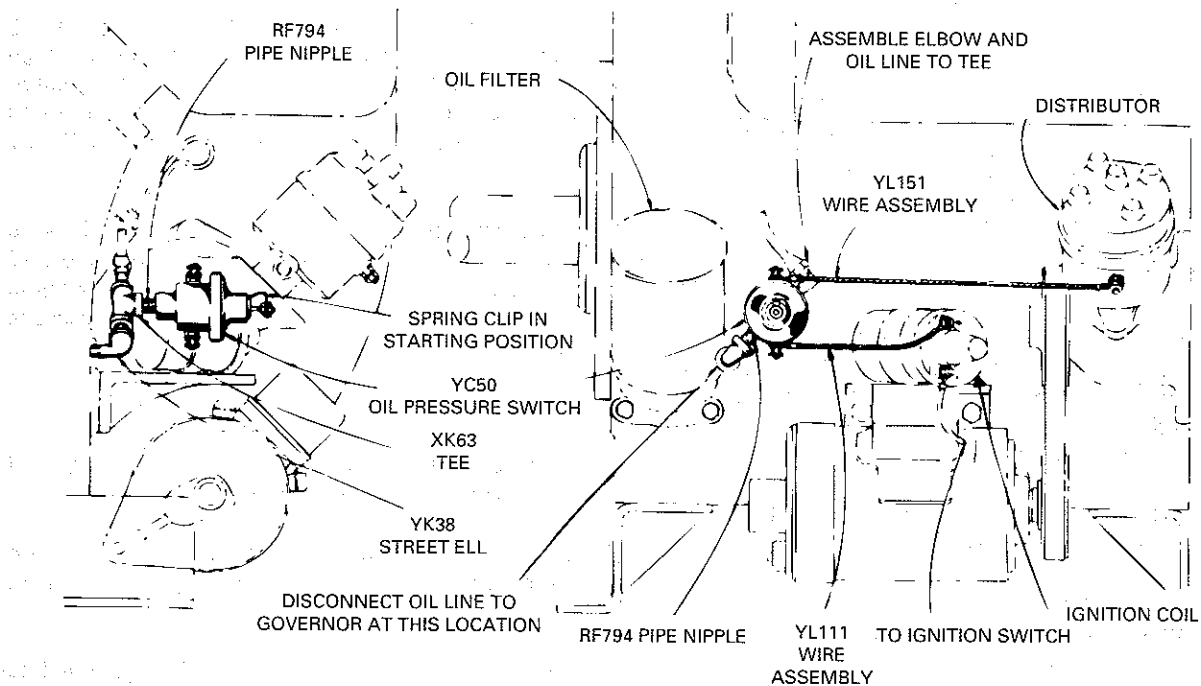 RF794
PIPE NIPPLE
OIL FILTER
ASSEMBLE ELBOW AND
OIL LINE TO TEE
DISTRIBUTOR
YL151
WIRE ASSEMBLY
SPRING CLIP IN
STARTING POSITION
YC50
OIL PRESSURE SWITCH
XK63
TEE
YK38
STREET ELL
DISCONNECT OIL LINE TO
GOVERNOR AT THIS LOCATION
RF794 PIPE NIPPLE
YL111
WIRE
ASSEMBLY
TO IGNITION SWITCH
IGNITION COIL